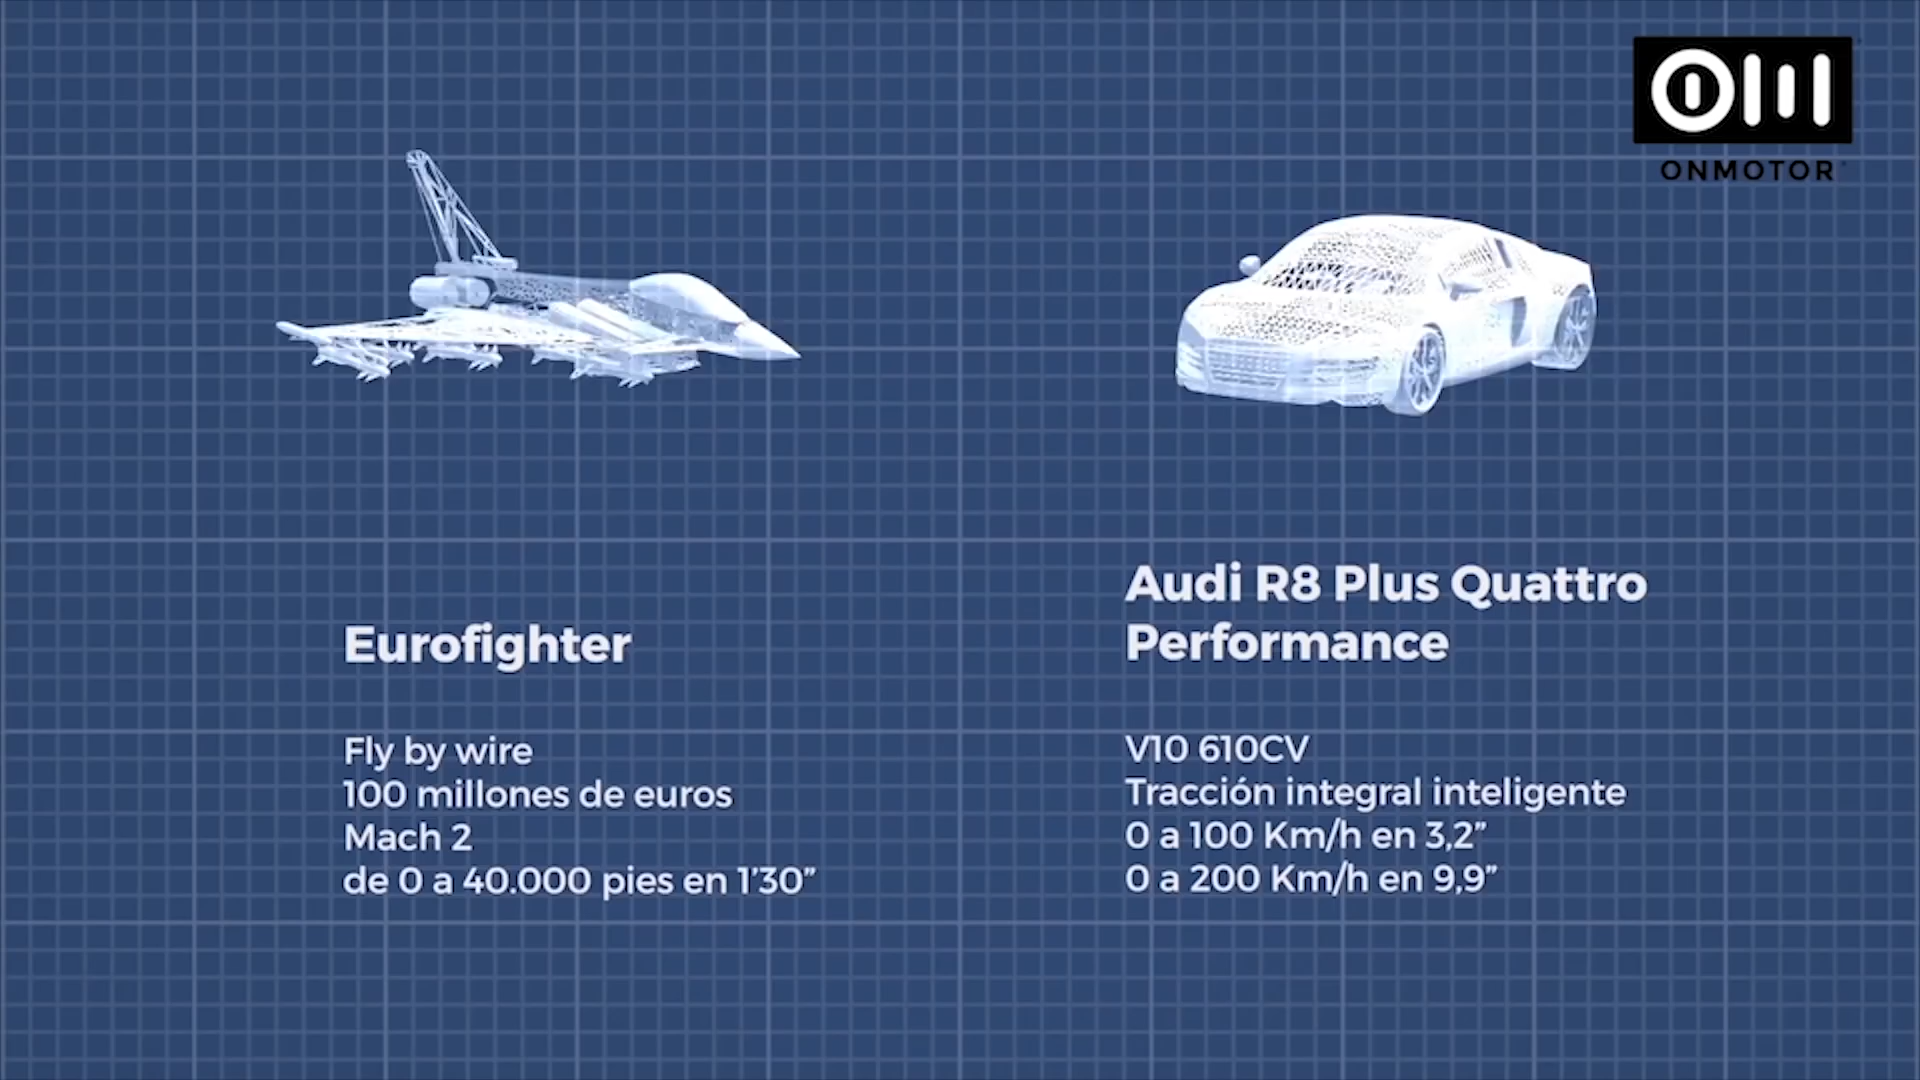 OM
ONMOTOR
Eurofighter
Fly by wire
100 millones de euros
Mach 2
de 0 a 40.000 pies en 1’30”
Audi R8 Plus Quattro
Performance
V10 610CV
Tracción integral inteligente
0 a 100 Km/h en 3,2”
0 a 200 Km/h en 9,9”